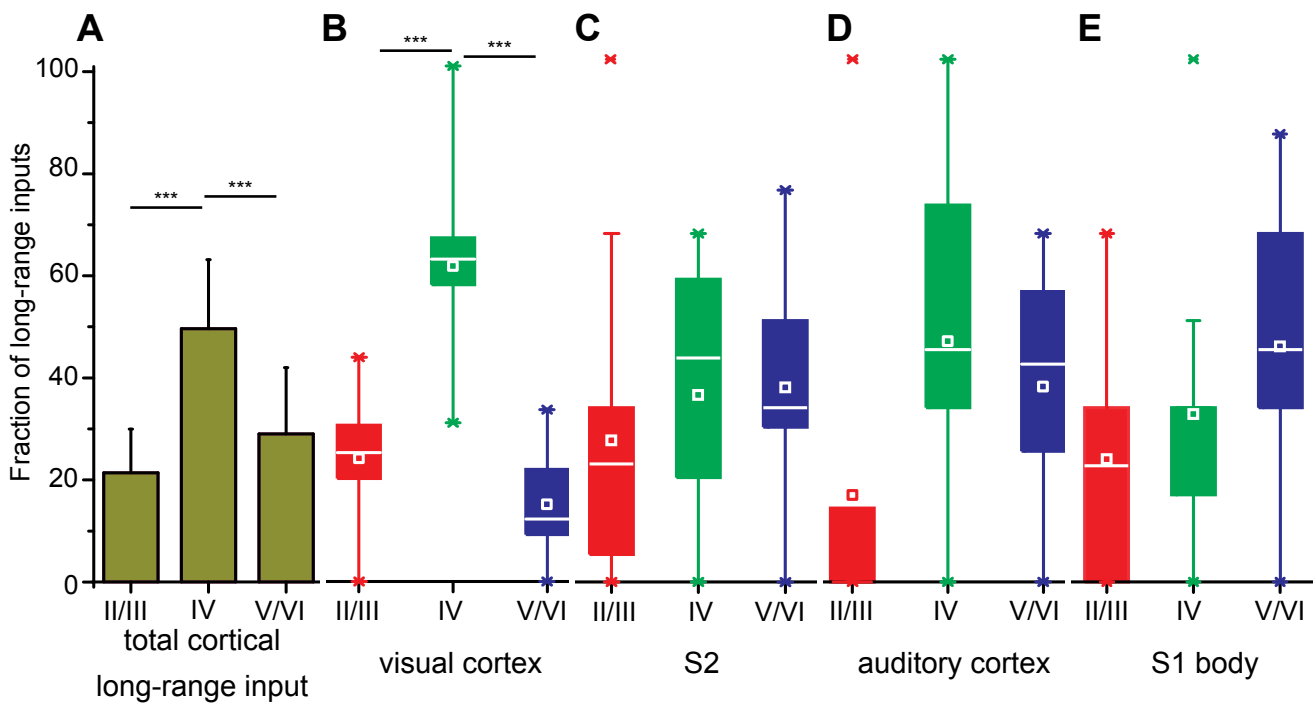 A B C D E
*** ***
100
80
*** ***
60
40
20
0
Fraction of long-range inputs
II/III IV V/VI II/III IV V/VI II/III IV V/VI II/III IV V/VI II/III IV V/VI
total cortical
long-range input
visual cortex
S2
auditory cortex
S1 body